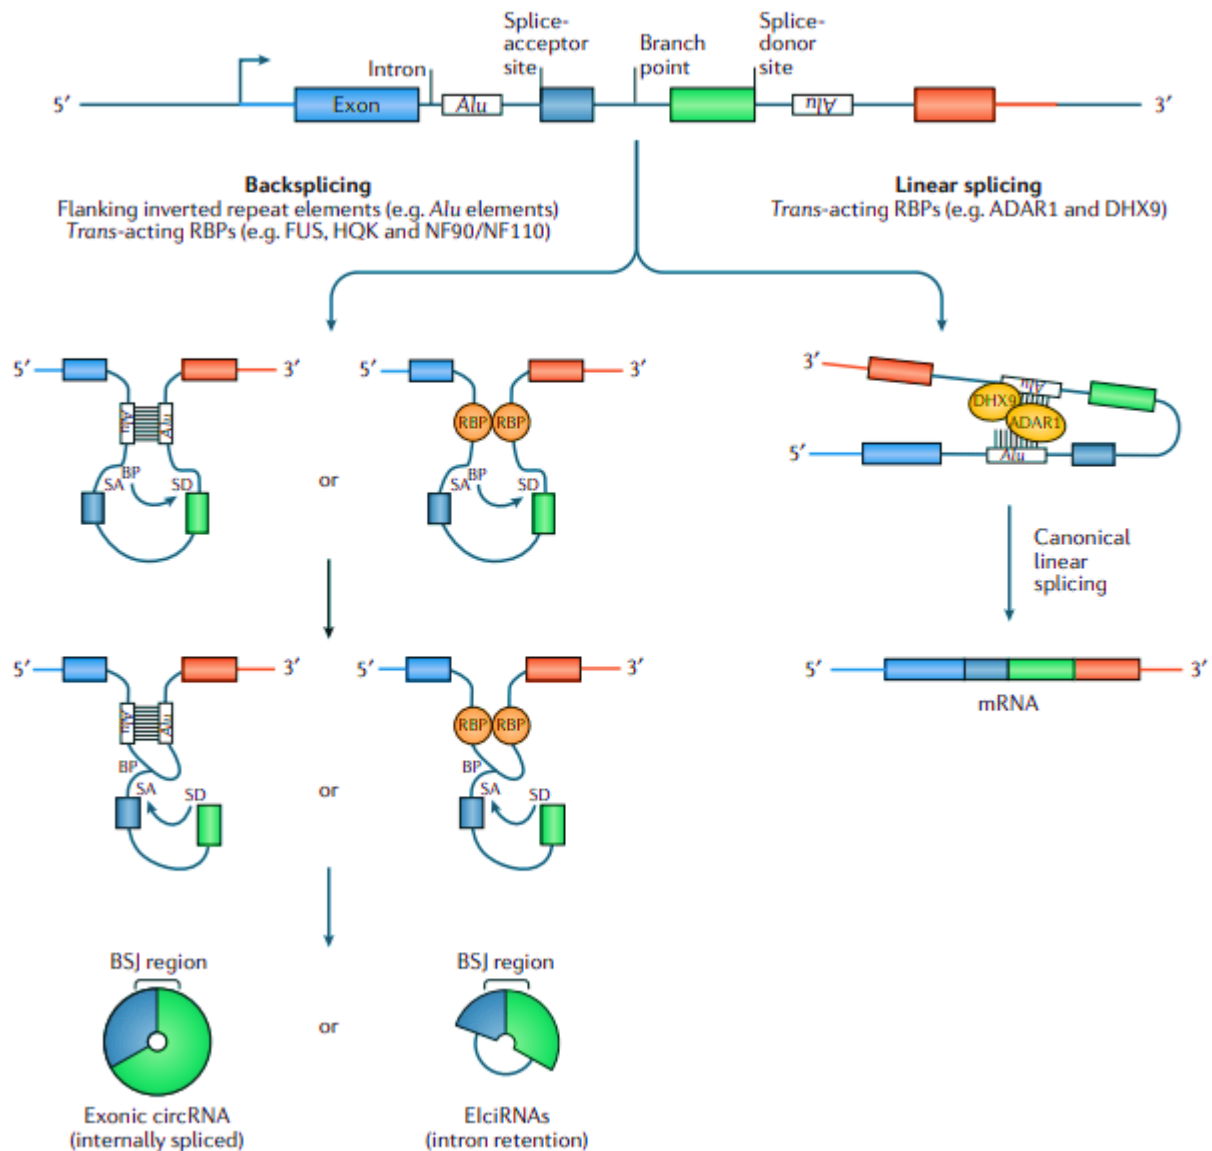 Splice-
acceptor
site
Splice-
donor
site
Branch
point
Intron
5′
Exon
Alu
Alu
3′
Backsplicing
Flanking inverted repeat elements (e.g. Alu elements)
Trans-acting RBPs (e.g. FUS, HQK and NF90/NF110)
Linear splicing
Trans-acting RBPs (e.g. ADAR1 and DHX9)
5′
3′
Alu
Alu
SA
BP
SD
or
5′
3′
RBP
RBP
SA
BP
SD
3′
Alu
DHX9
ADAR1
5′
Alu
Canonical
linear
splicing
5′
3′
Alu
Alu
BP
SA
SD
or
5′
3′
RBP
RBP
BP
SA
SD
5′
3′
mRNA
BSJ region
or
BSJ region
Exonic circRNA
(internally spliced)
EIciRNAs
(intron retention)